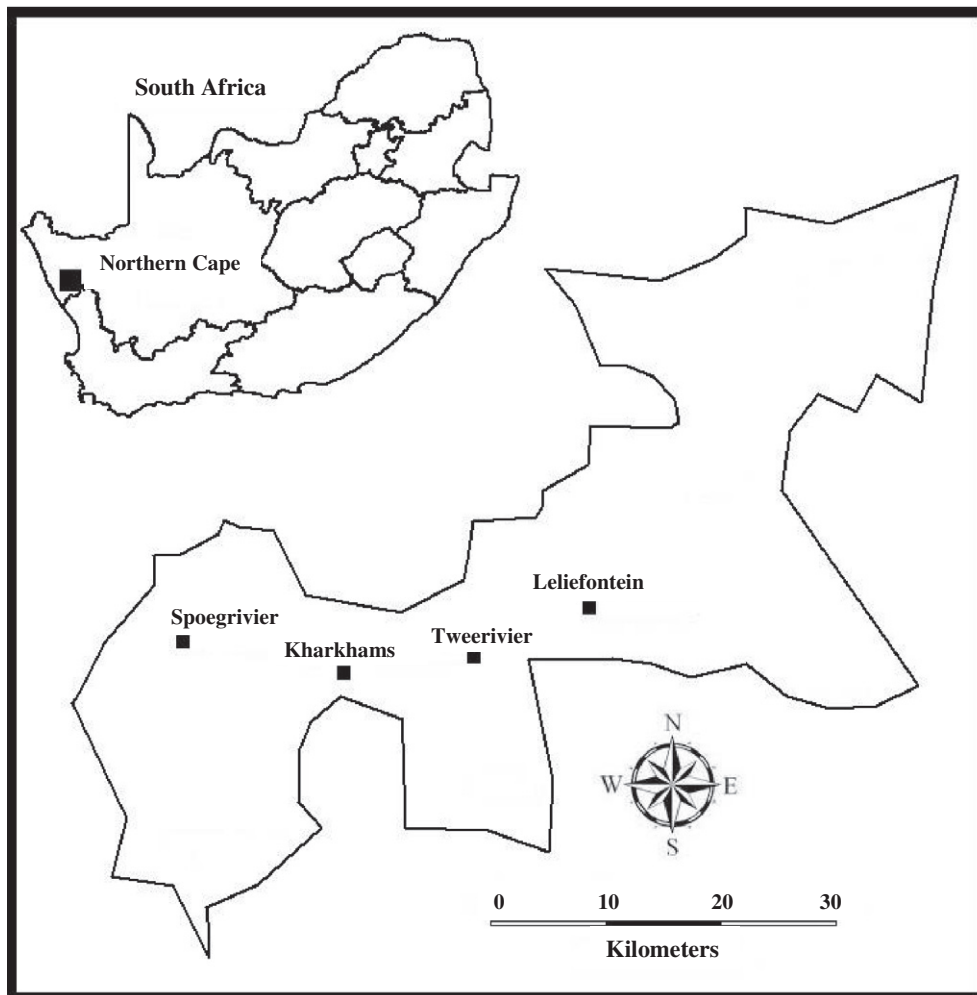 South Africa
Northern Cape
Leliefontein
Spoegrivier
Tweerivier
Kharkhams
N
W E
S
0 10 20 30
Kilometers